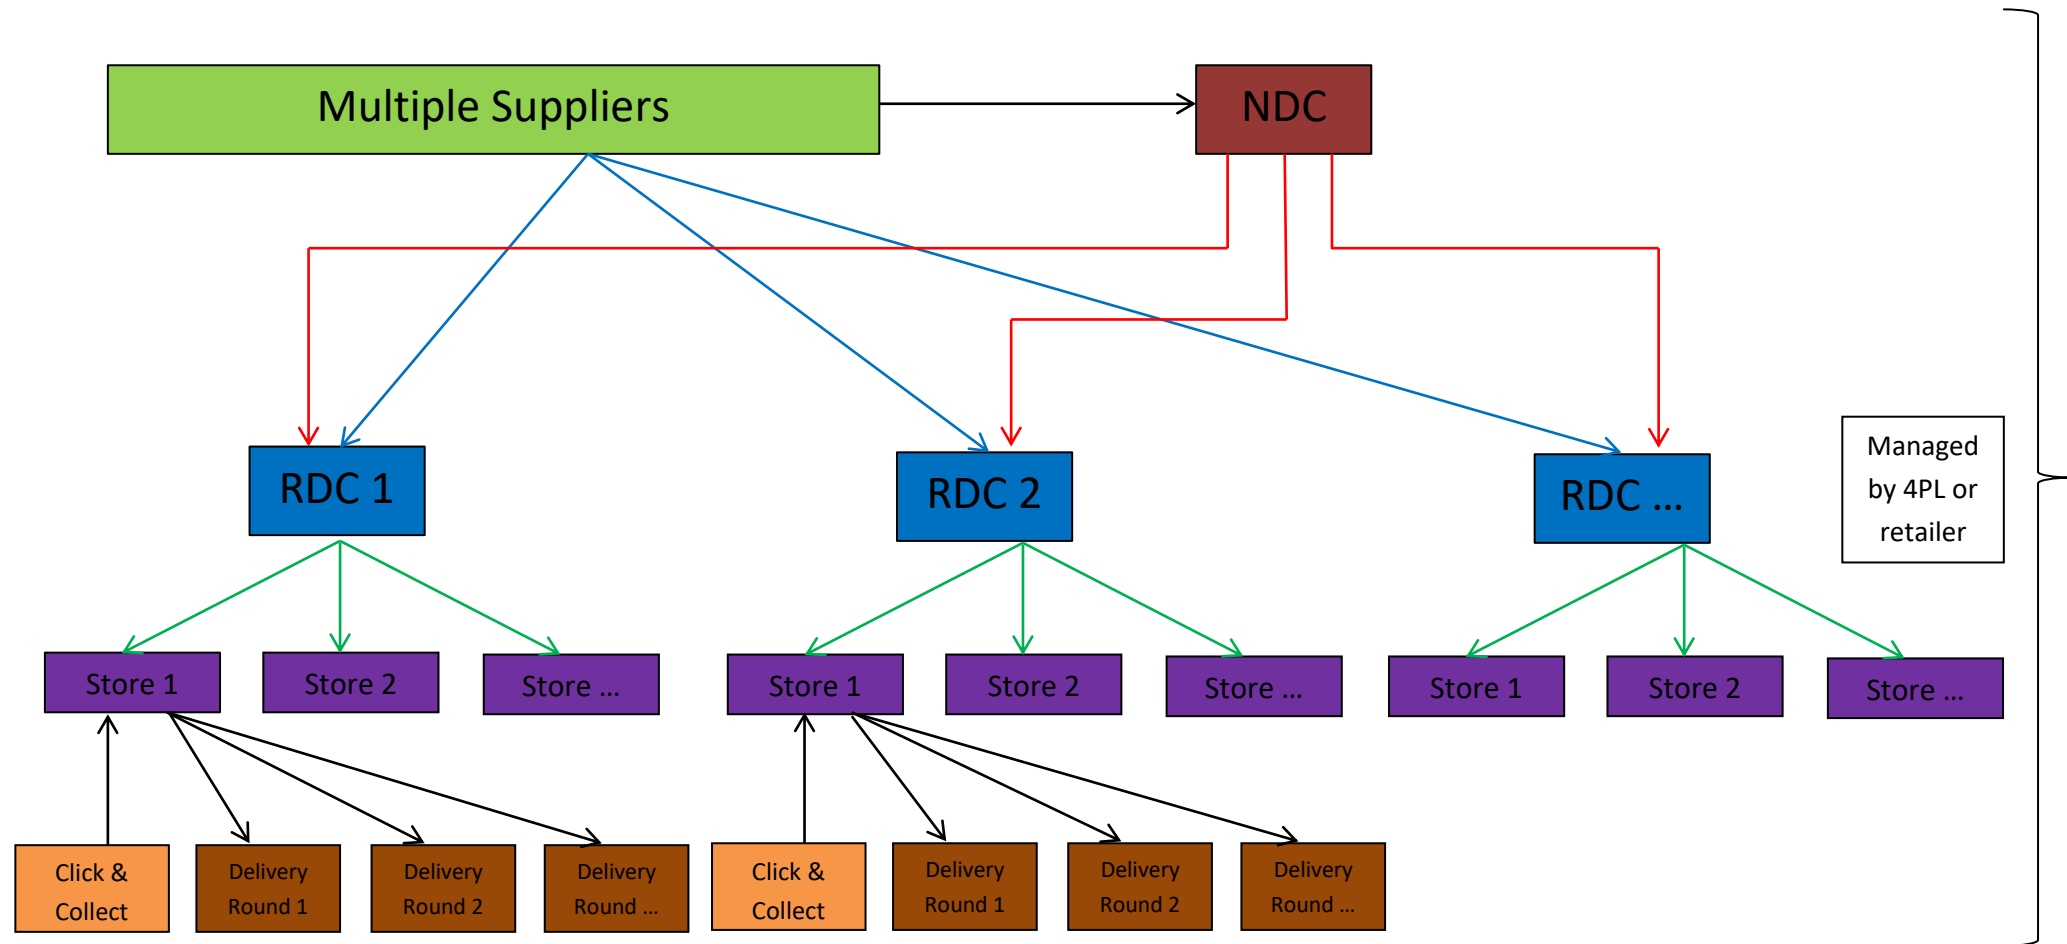 Multiple Suppliers
NDC
RDC 1
RDC 2
RDC ...
Managed
by 4PL or
retailer
Store 1
Store 2
Store ...
Store 1
Store 2
Store ...
Store 1
Store 2
Store ...
Click &
Collect
Delivery
Round 1
Delivery
Round 2
Delivery
Round ...
Click &
Collect
Delivery
Round 1
Delivery
Round 2
Delivery
Round ...